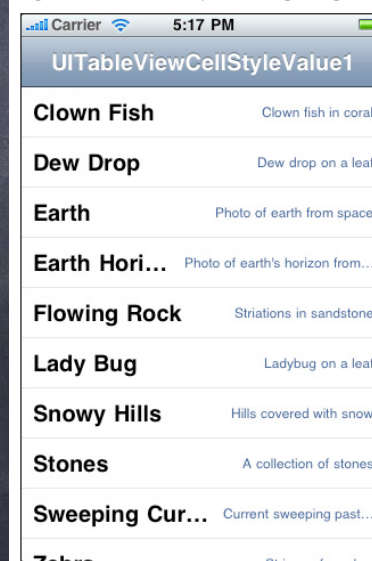 Carrier 5:17 PM
UITableViewCellStyleValue1
Clown Fish Clown fish in coral
Dew Drop Dew drop on a leaf
Earth Photo of earth from space
Earth Hori... Photo of earth's horizon from...
Flowing Rock Striations in sandstone
Lady Bug Ladybug on a leaf
Snowy Hills Hills covered with snow
Stones A collection of stones
Sweeping Cur... Current sweeping past...